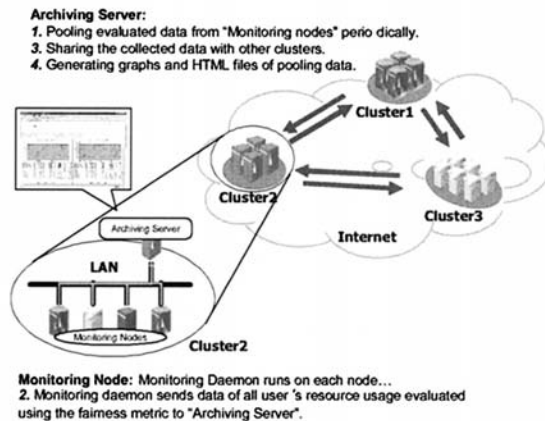 Archiving Server:
1. Pooling evaluated data from "Monitoring nodes" perio dically.
3. Sharing the collected data with other clusters.
4. Generating graphs and HTML files of pooling data.
Cluster1
Cluster2
Cluster3
Internet
Archiving Server
LAN
Monitoring Nodes
Cluster2
Monitoring Node: Monitoring Daemon runs on each node…
2. Monitoring daemon sends data of all user 's resource usage evaluated
using the fairness metric to "Archiving Server".